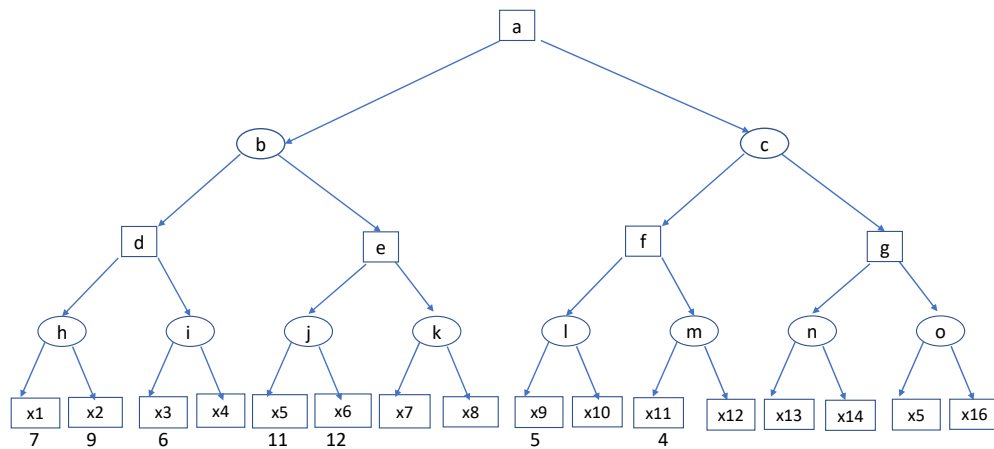 a
b c
d e f g
h i j k l m n o
x1 x2 x3 x4 x5 x6 x7 x8 x9 x10 x11 x12 x13 x14 x5 x16
7 9 6 11 12 5 4